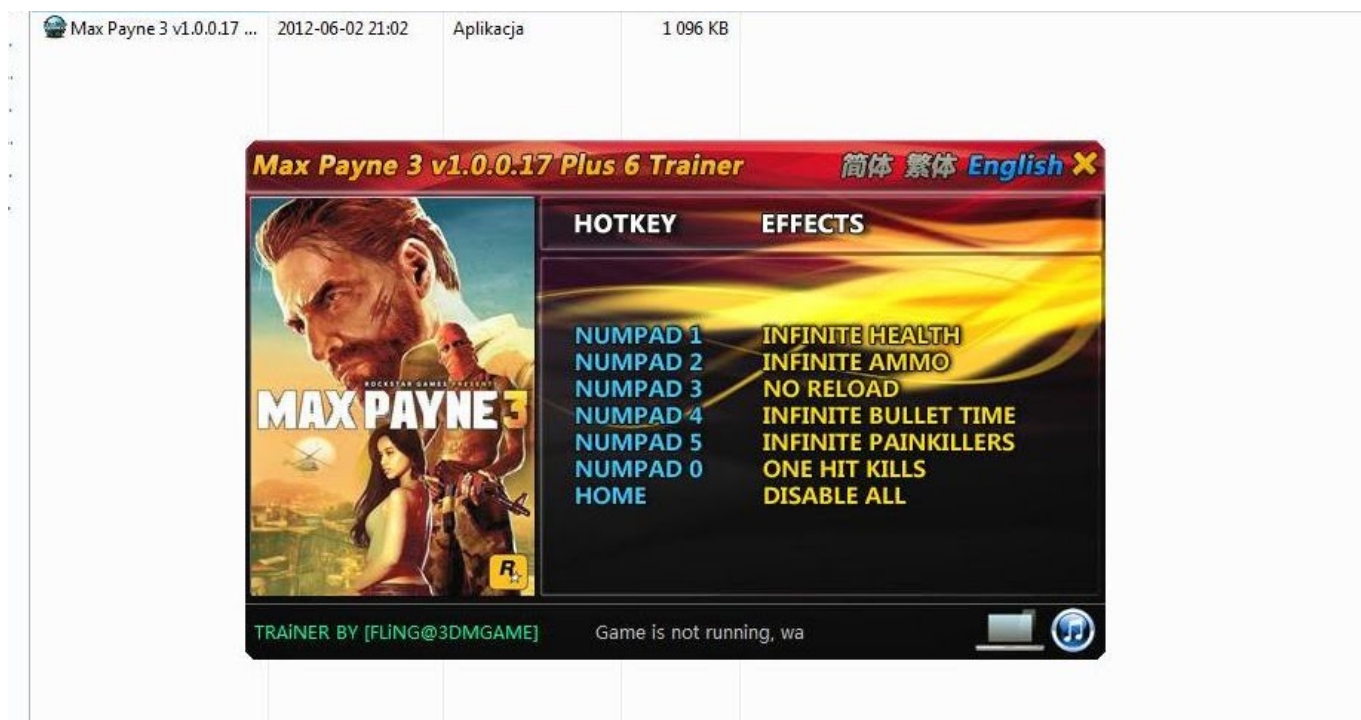 Max Payne 3 v1.0.0.17 ... 2012-06-02 21:02 Aplikacja 1 096 KB
Max Payne 3 v1.0.0.17 Plus 6 Trainer 简体 繁体 English
HOTKEY EFFECTS
NUMPAD 1 INFINITE HEALTH
NUMPAD 2 INFINITE AMMO
NUMPAD 3 NO RELOAD
NUMPAD 4 INFINITE BULLET TIME
NUMPAD 5 INFINITE PAINKILLERS
NUMPAD 0 ONE HIT KILLS
HOME DISABLE ALL
ROCKSTAR GAMES PRESENTS
MAX PAYNE 3
R
TRAiNER BY [FLiNG@3DMGAME] Game is not running, wa